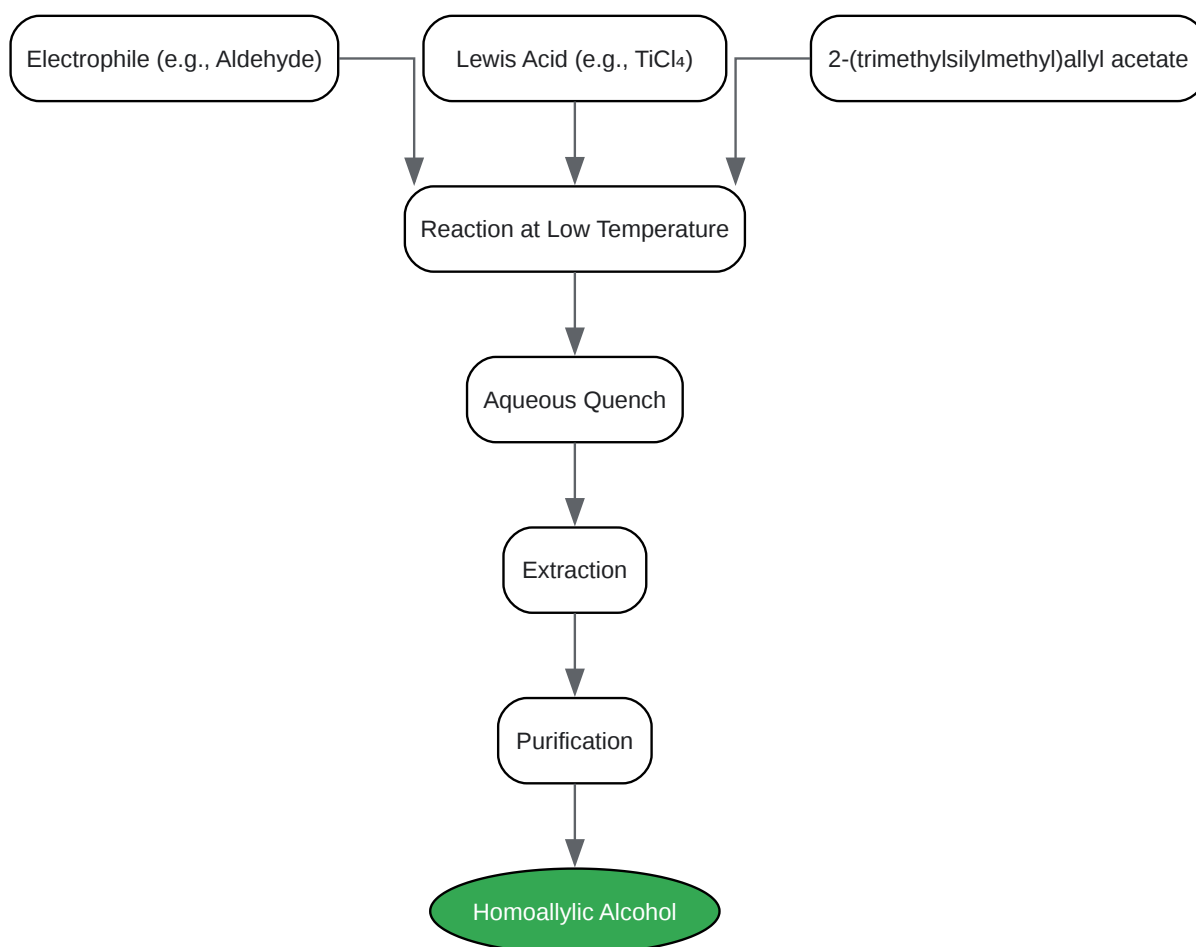 Electrophile (e.g., Aldehyde)
Lewis Acid (e.g., TiCl₄)
2-(trimethylsilylmethyl)allyl acetate
Reaction at Low Temperature
Aqueous Quench
Extraction
Purification
Homoallylic Alcohol